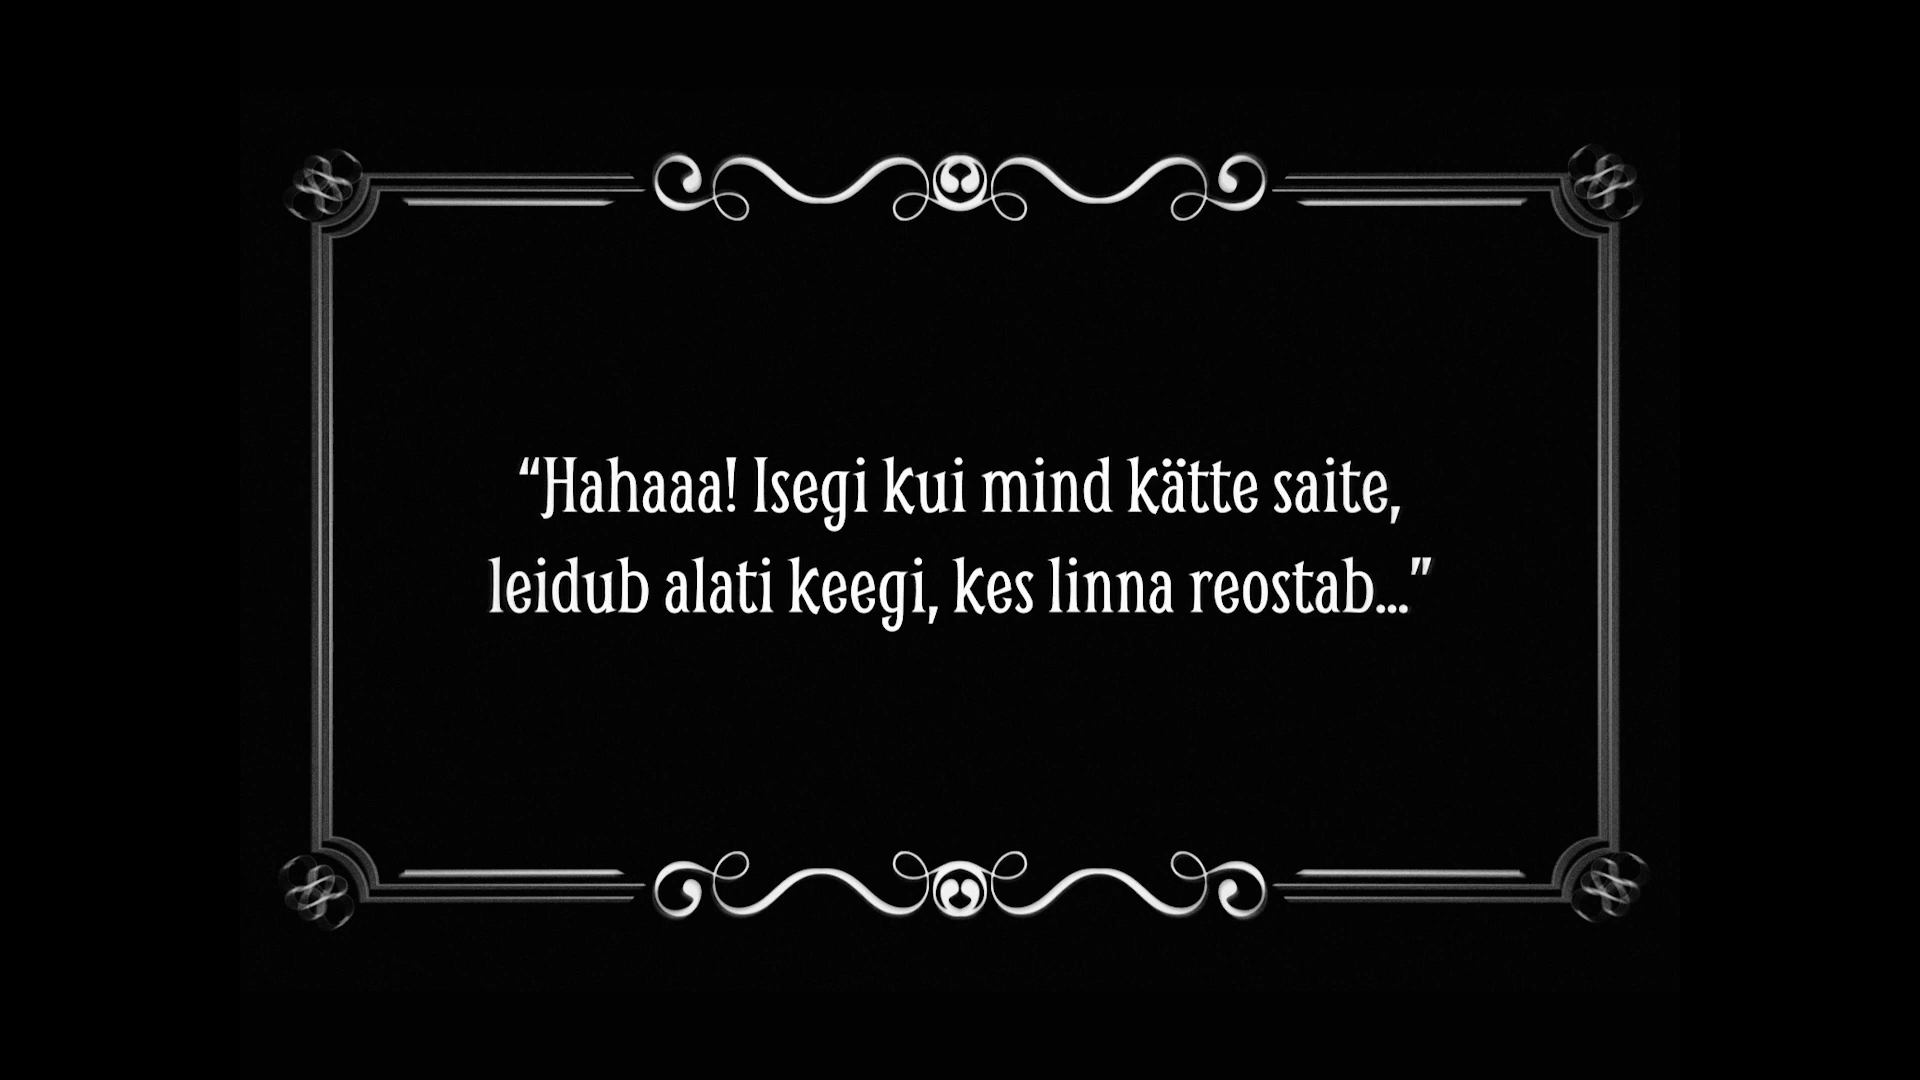 “Hahaaa! Isegi kui mind kätte saite,
leidub alati keegi, kes linna reostab...”